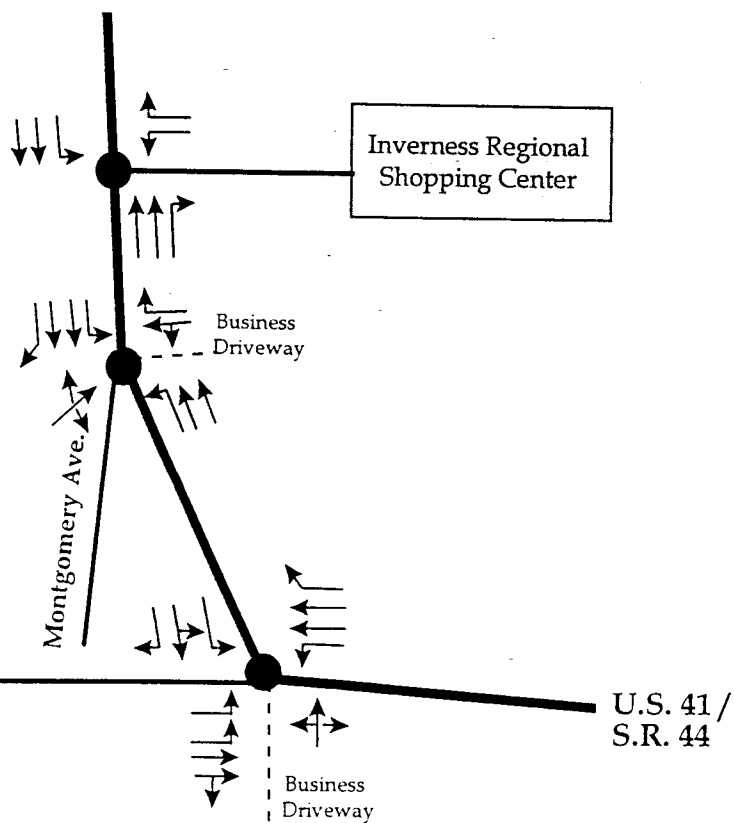 Inverness Regional
Shopping Center
Business
Driveway
Montgomery Ave.
U.S. 41/
S.R. 44
Business
Driveway